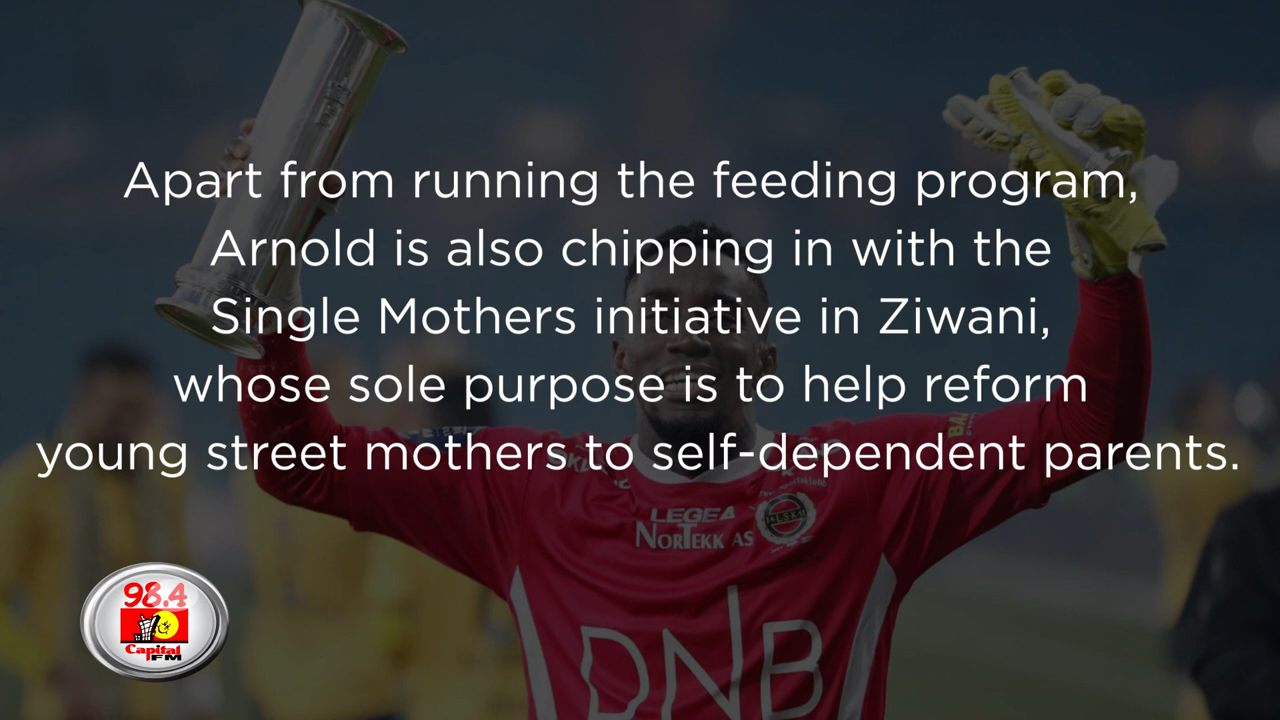 Apart from running the feeding program,
Arnold is also chipping in with the
Single Mothers initiative in Ziwani,
whose sole purpose is to help reform
young street mothers to self-dependent parents.
LEGEA
NORTEKK AS
DNB
98.4
Capital
FM